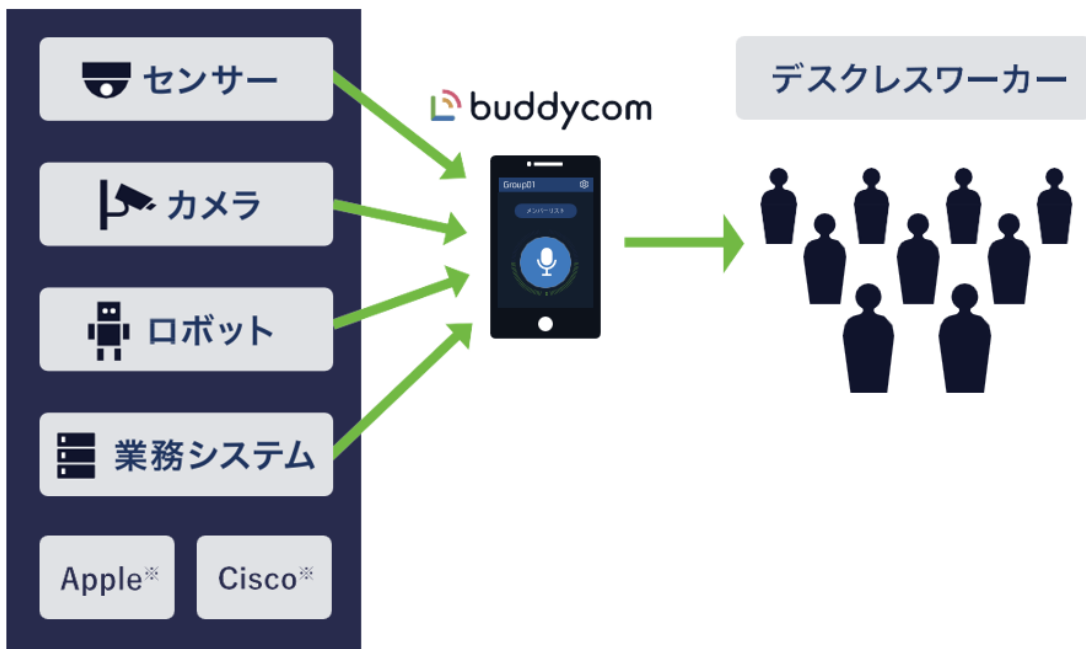 センサー
カメラ
ロボット
業務システム
Apple※
Cisco※
buddycom
Group01
メンバーリスト
デスクレスワーカー